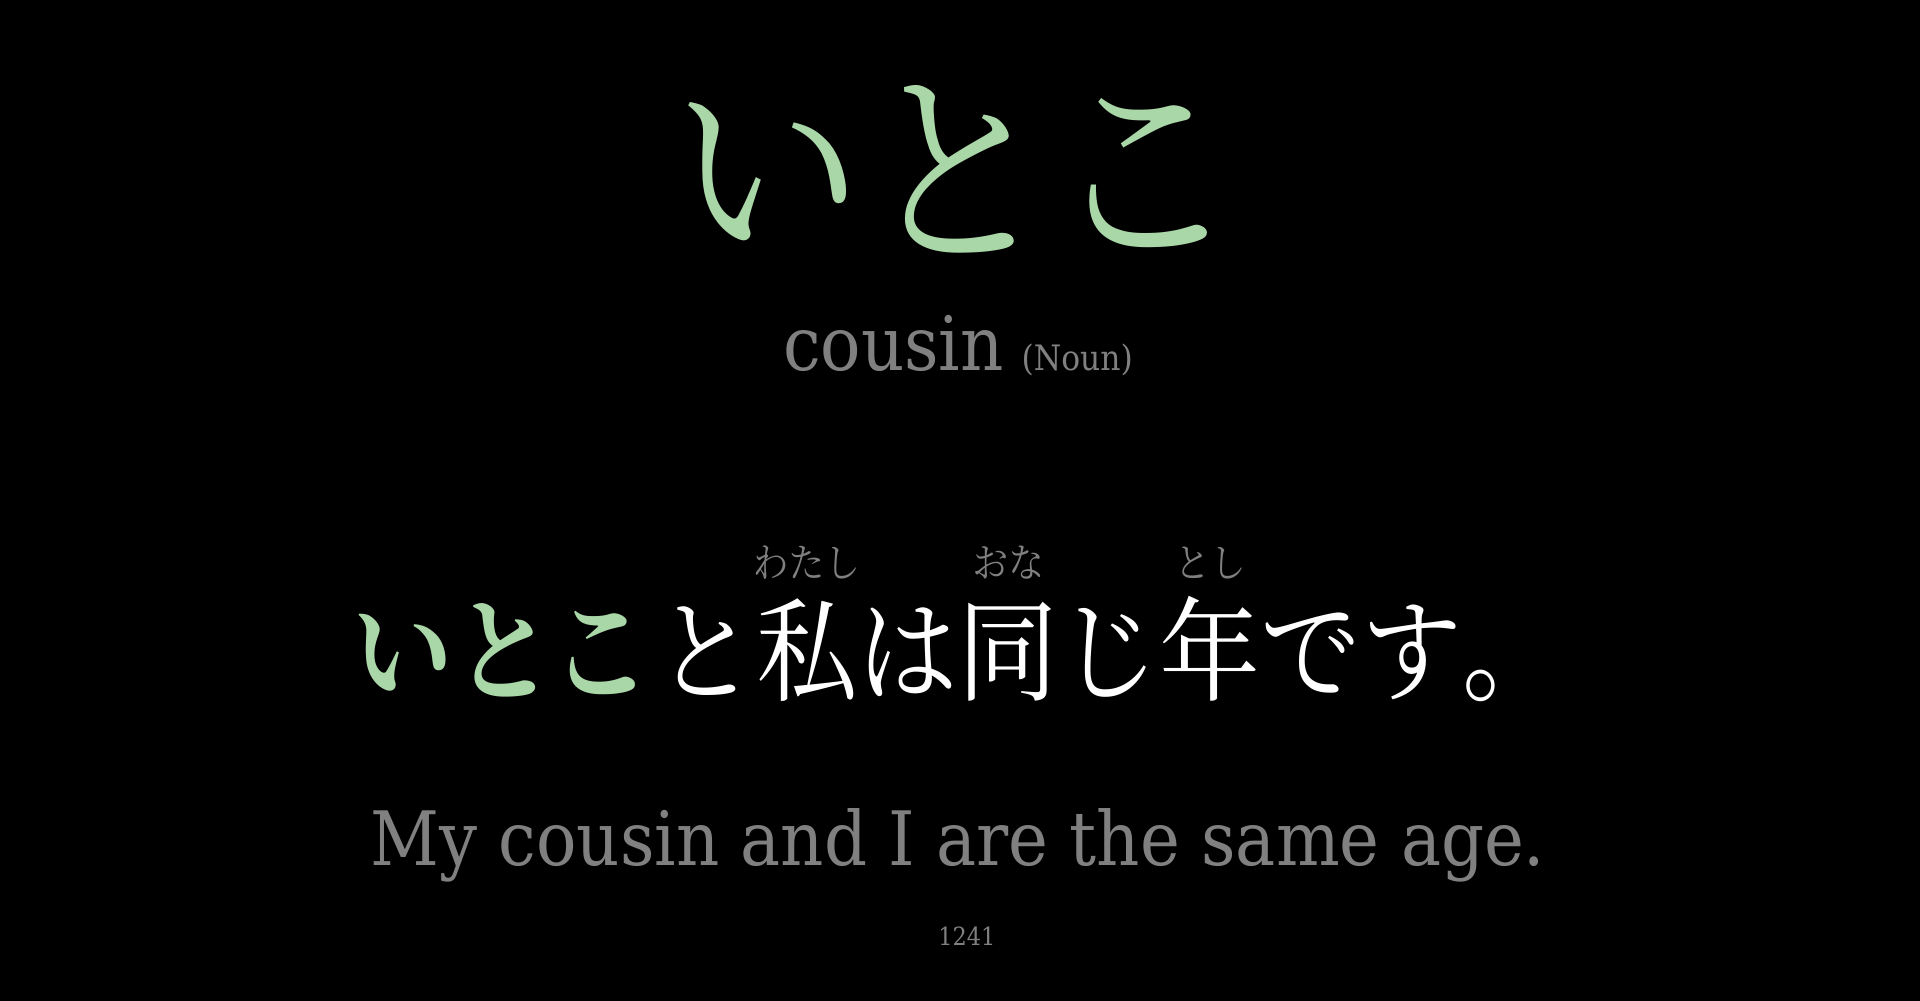 いとこ
cousin (Noun)
わたし おな とし
いとこと私は同じ年です。
My cousin and I are the same age.
1241